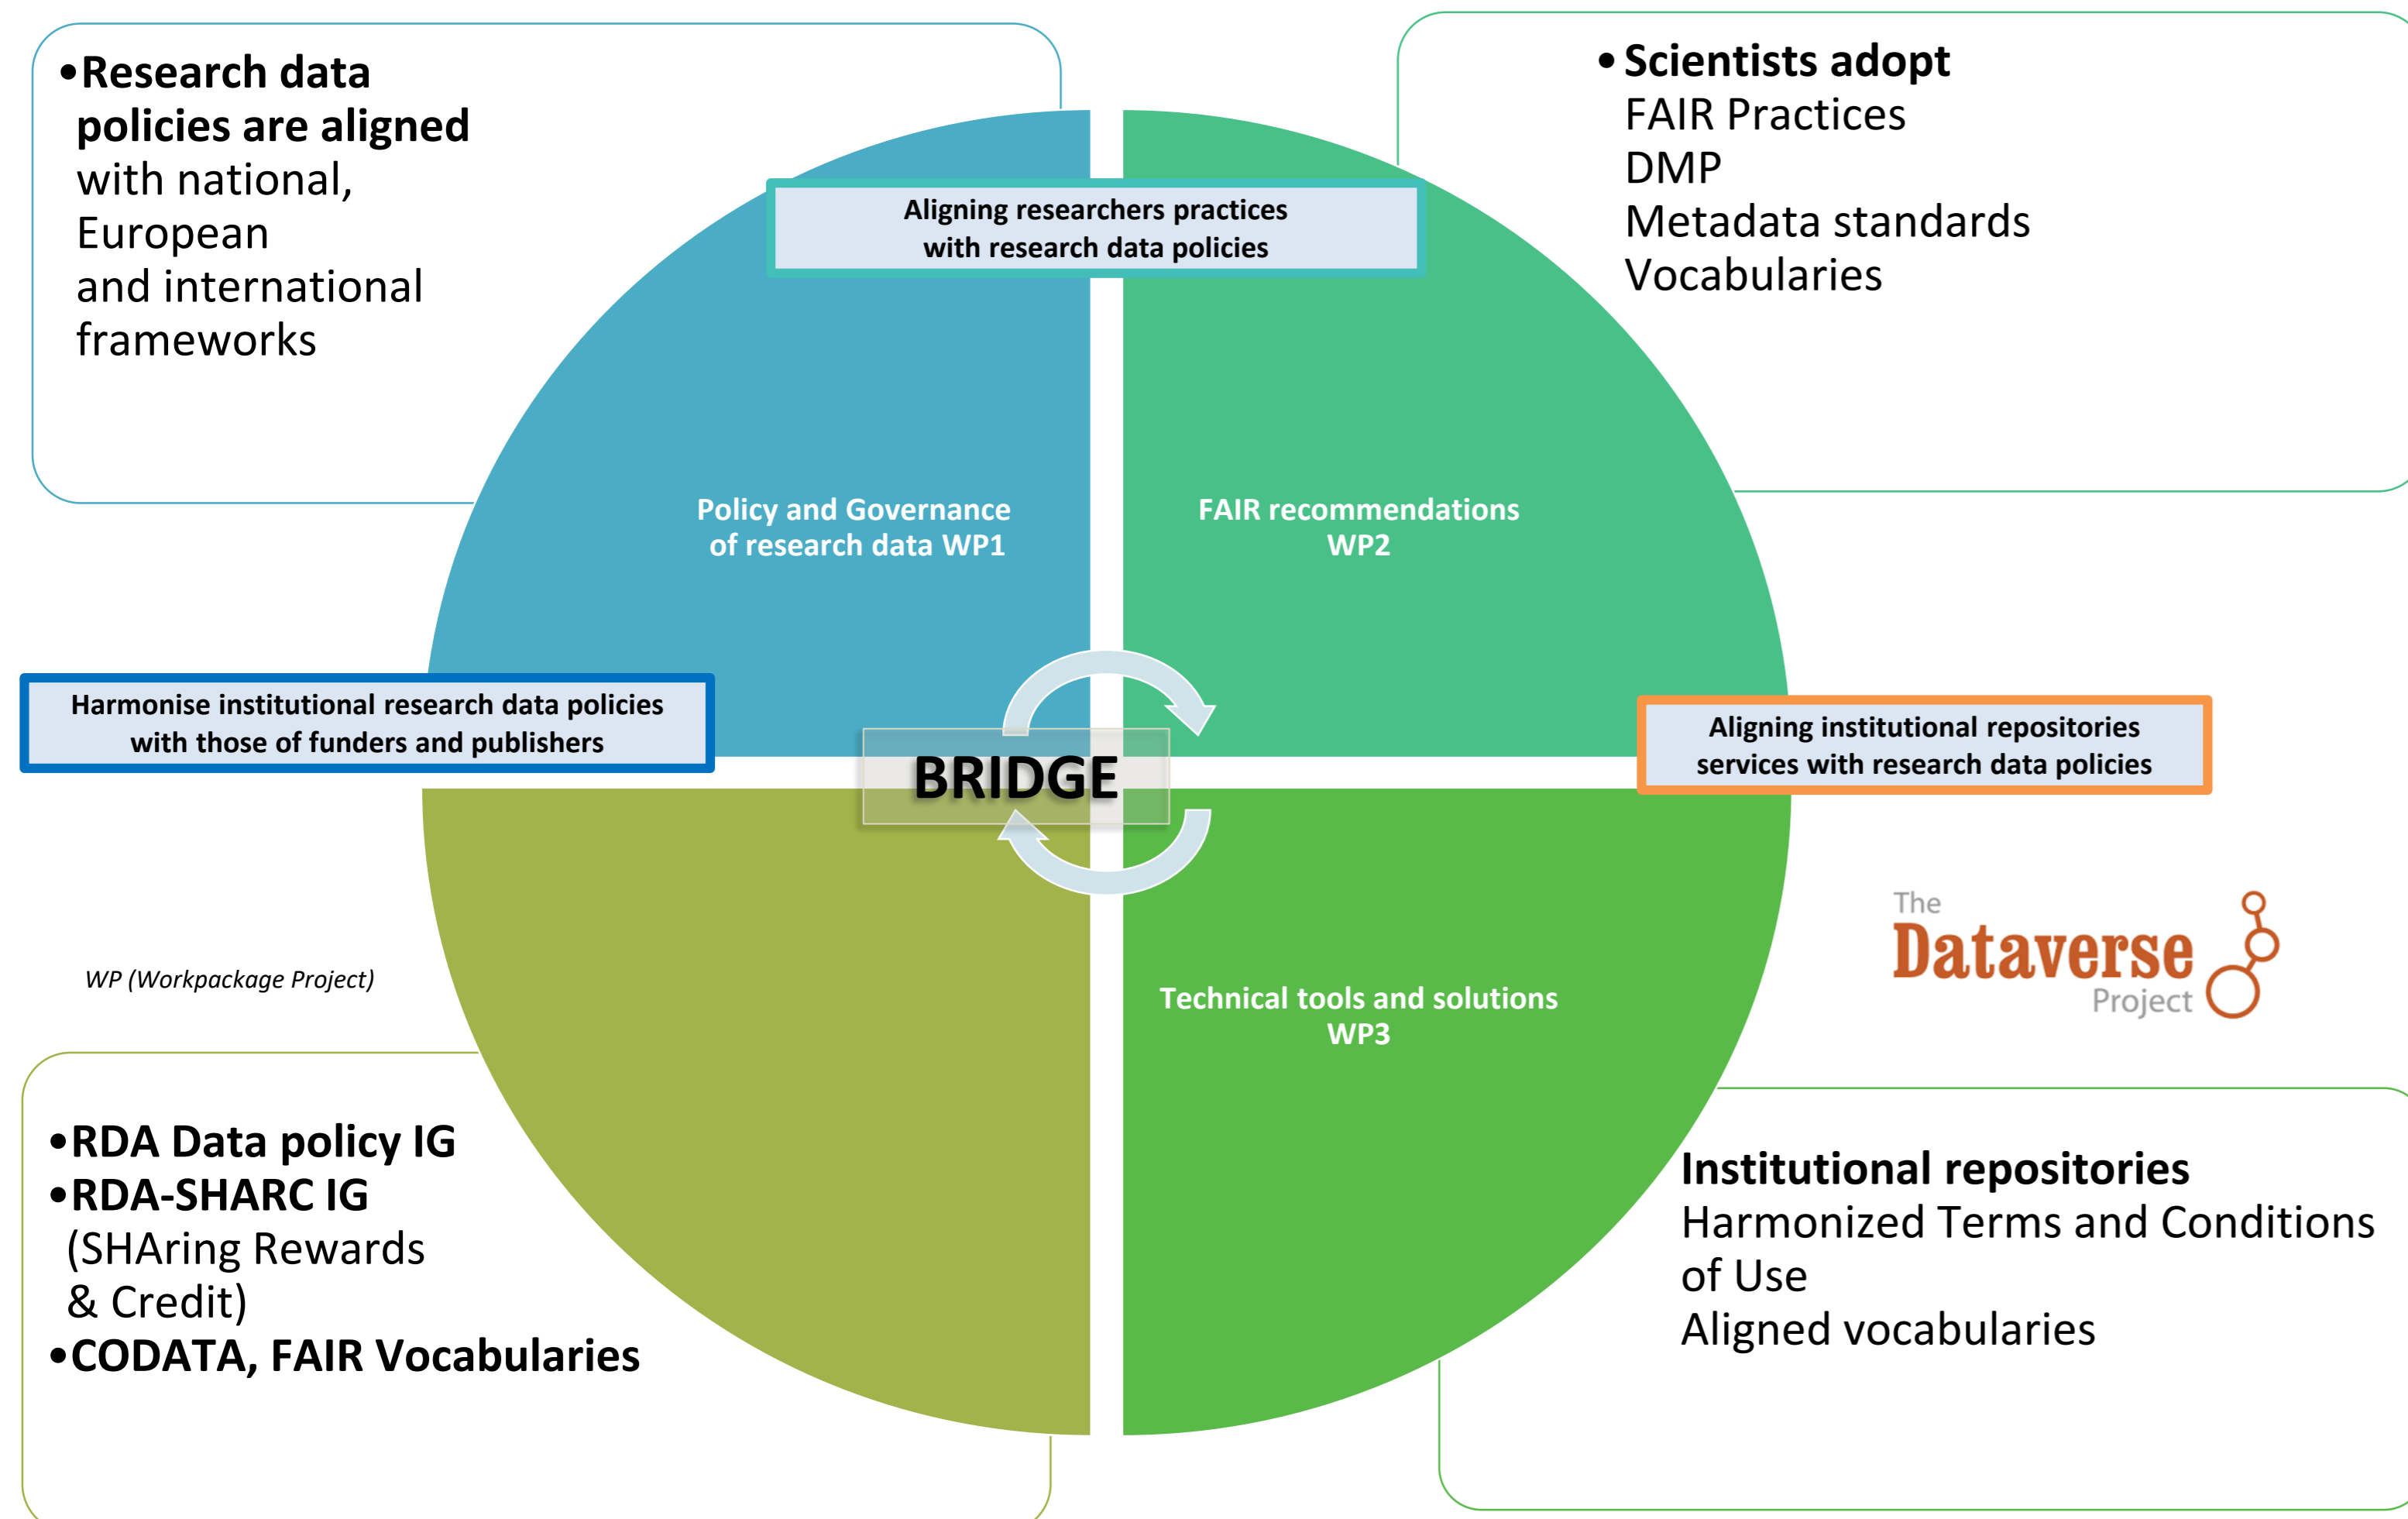 •Research data
policies are aligned
with national,
European
and international
frameworks
• Scientists adopt
FAIR Practices
DMP
Metadata standards
Vocabularies
Aligning researchers practices
with research data policies
Policy and Governance
of research data WP1
FAIR recommendations
WP2
Harmonise institutional research data policies
with those of funders and publishers
BRIDGE
Aligning institutional repositories
services with research data policies
The
Dataverse
Project
WP (Workpackage Project)
Technical tools and solutions
WP3
•RDA Data policy IG
•RDA-SHARC IG
(SHAring Rewards
& Credit)
•CODATA, FAIR Vocabularies
Institutional repositories
Harmonized Terms and Conditions
of Use
Aligned vocabularies